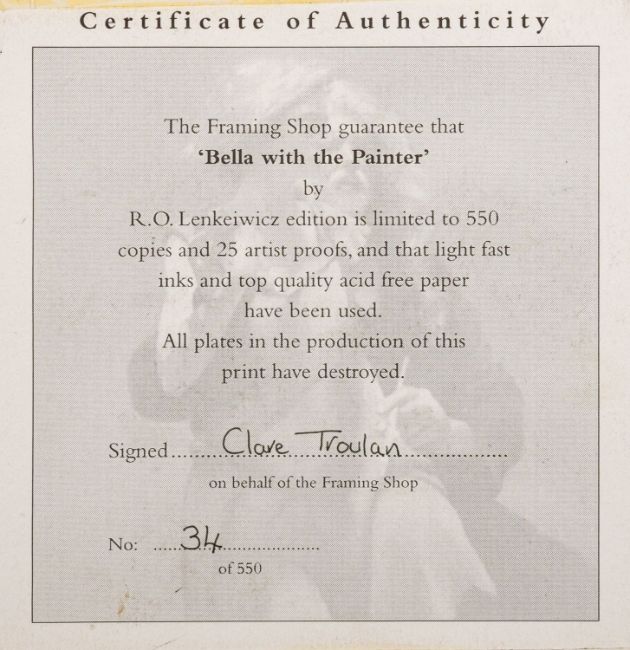 Certificate of Authenticity
The Framing Shop guarantee that
‘Bella with the Painter’
by
R.O. Lenkeiwicz edition is limited to 550
copies and 25 artist proofs, and that light fast
inks and top quality acid free paper
have been used.
All plates in the production of this
print have destroyed.
Signed......Clare Troulan......
on behalf of the Framing Shop
No: ......34......
of 550